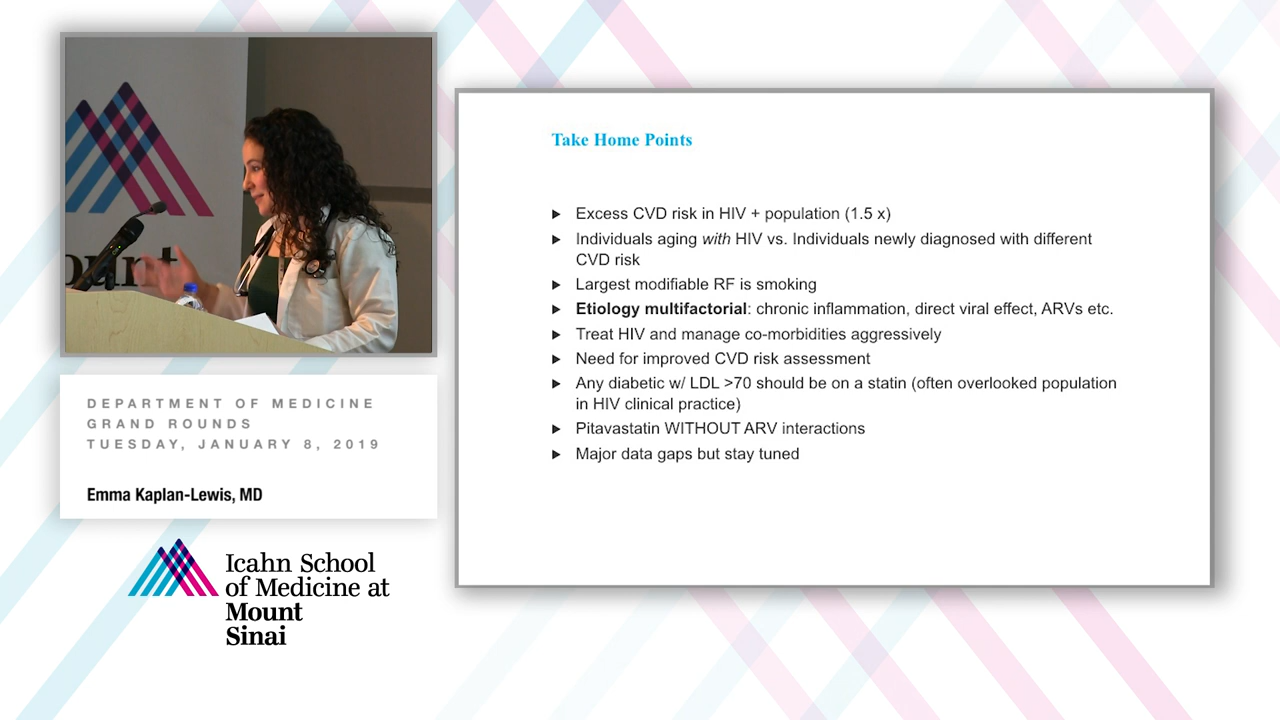 DEPARTMENT OF MEDICINE
GRAND ROUNDS
TUESDAY, JANUARY 8, 2019
Emma Kaplan-Lewis, MD
Icahn School
of Medicine at
Mount
Sinai
Take Home Points
Excess CVD risk in HIV + population (1.5 x)
Individuals aging with HIV vs. Individuals newly diagnosed with different
CVD risk
Largest modifiable RF is smoking
Etiology multifactorial: chronic inflammation, direct viral effect, ARVs etc.
Treat HIV and manage co-morbidities aggressively
Need for improved CVD risk assessment
Any diabetic w/ LDL >70 should be on a statin (often overlooked population
in HIV clinical practice)
Pitavastatin WITHOUT ARV interactions
Major data gaps but stay tuned